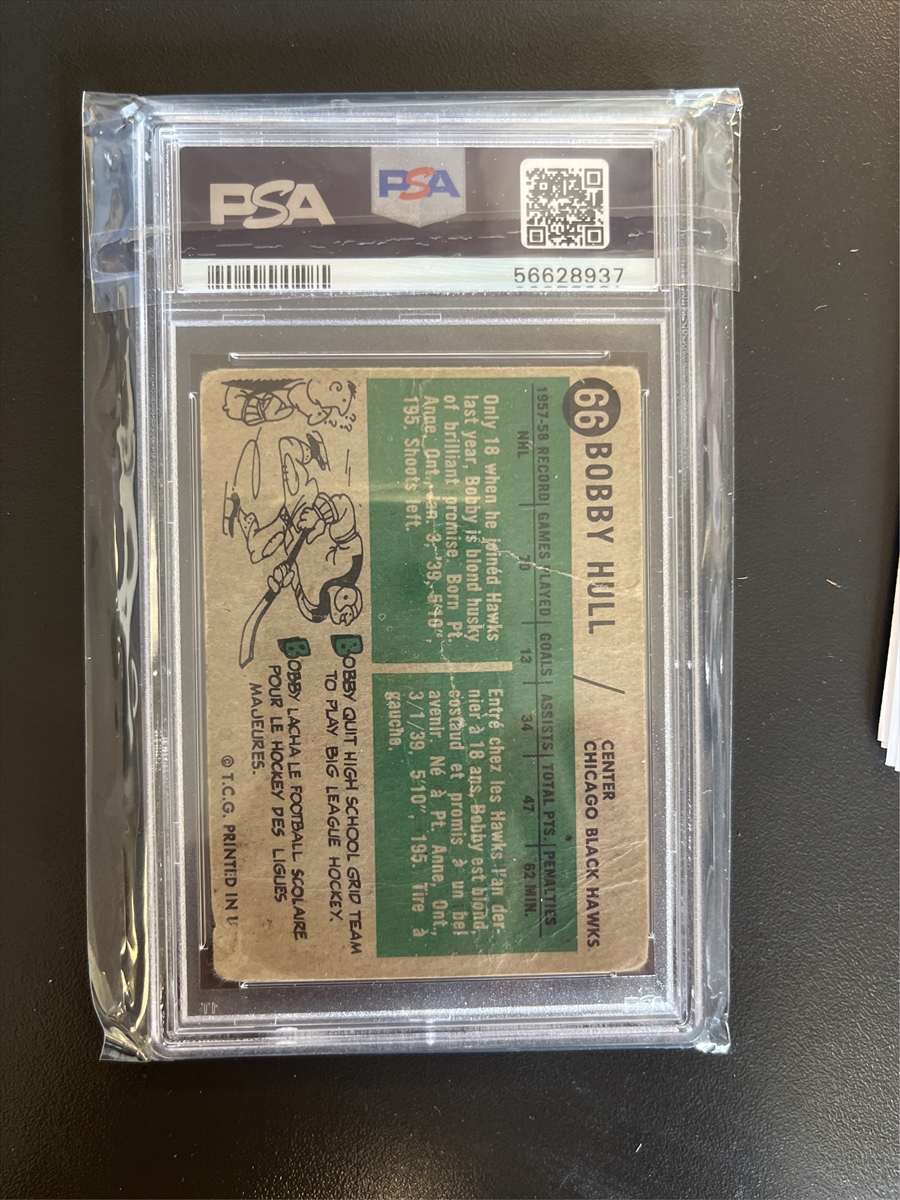 PSA
PSA
56628937
66 BOBBY HULL
CENTER
CHICAGO BLACK HAWKS
1957-58 RECORD GAMES PLAYED GOALS ASSISTS TOTAL PTS. PENALTIES
NHL 70 13 34 47 62 MIN.
Only 18 when he joined Hawks
last year, Bobby is blond husky
of brilliant promise. Born Pt.
Anne, Ont., Jan. 3, '39, 5'10",
195. Shoots left.
Entré chez les Hawks l'an der-
nier à 18 ans, Bobby est blond,
costaud et promis à un bel
avenir. Né à Pt. Anne, Ont.,
3/1/39, 5'10", 195. Tire à
gauche.
BOBBY QUIT HIGH SCHOOL GRID TEAM
TO PLAY BIG LEAGUE HOCKEY.
BOBBY LACHA LE FOOTBALL SCOLAIRE
POUR LE HOCKEY DES LIGUES
MAJEURES.
© T.C.G. PRINTED IN U